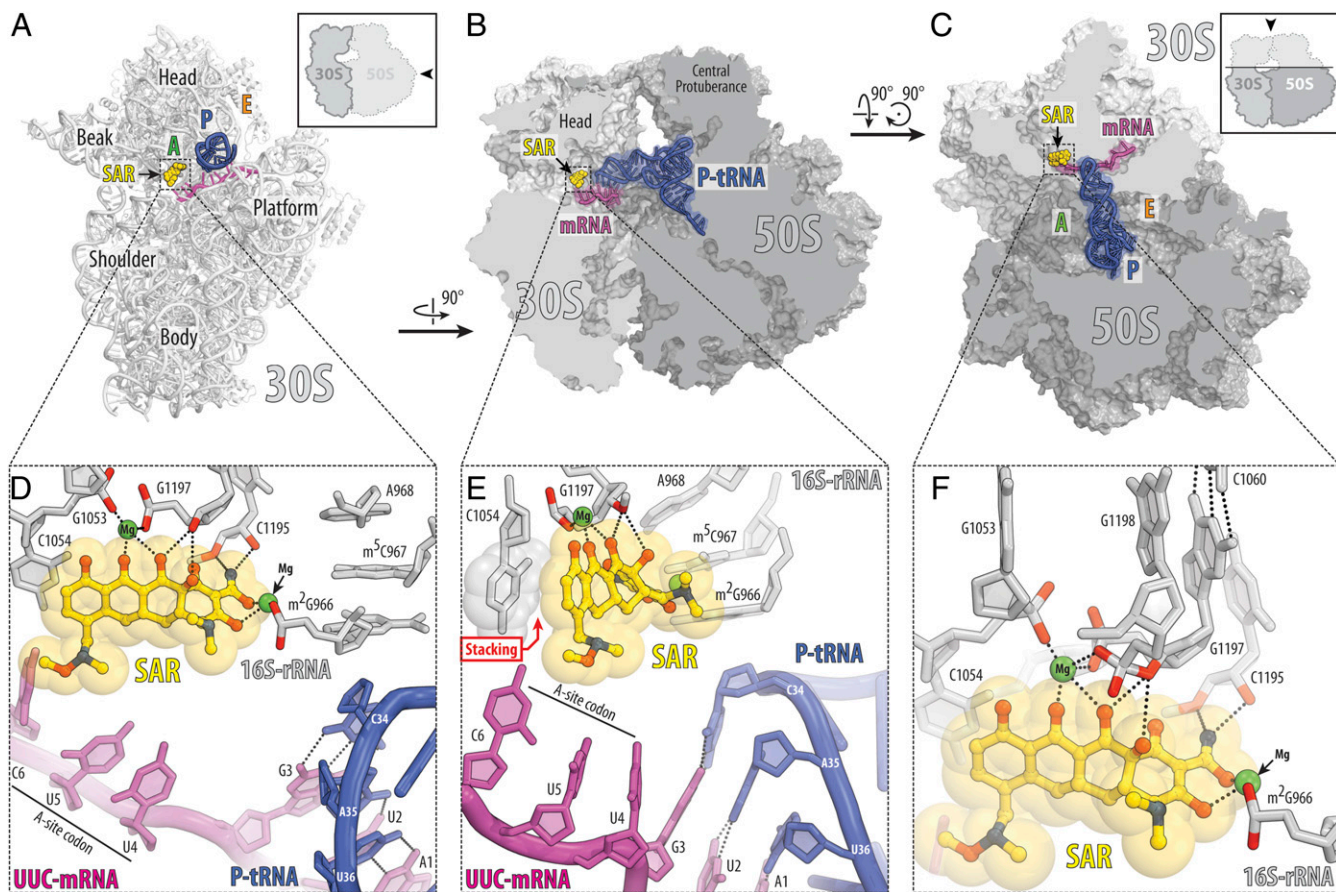 A
Head
30S
50S
E
P
Beak
A
SAR
Platform
Shoulder
Body
30S
90°
B
Central
Protuberance
Head
SAR
P-tRNA
mRNA
50S
30S
90°
90°
C
30S
30S
50S
SAR
mRNA
A
E
P
50S
D
G1197
A968
G1053
Mg
C1195
C1054
m5C967
Mg
m2G966
SAR
16S-rRNA
C34
C6
G3
U5
A35
U2
A-site codon
U4
U36
A1
UUC-mRNA
P-tRNA
E
16S-rRNA
G1197
A968
C1054
Mg
m5C967
m2G966
Stacking
SAR
P-tRNA
A-site codon
C34
C6
A35
U5
U4
G3
U36
U2
A1
UUC-mRNA
F
C1060
G1053
G1198
G1197
C1054
Mg
C1195
Mg
m2G966
SAR
16S-rRNA